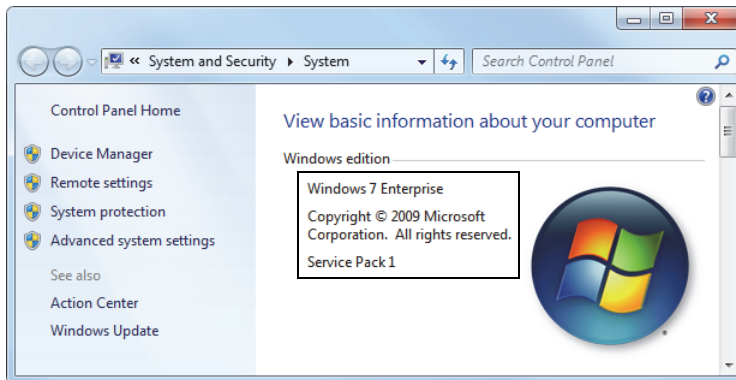 « System and Security ▸ System
Search Control Panel
Control Panel Home
Device Manager
Remote settings
System protection
Advanced system settings
See also
Action Center
Windows Update
View basic information about your computer
Windows edition
Windows 7 Enterprise
Copyright © 2009 Microsoft
Corporation. All rights reserved.
Service Pack 1